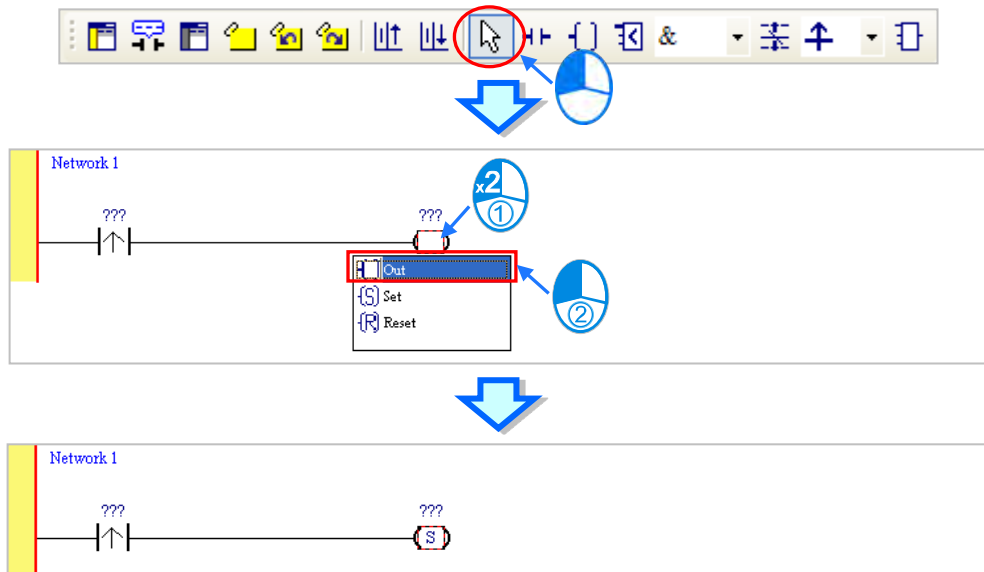 &
Network 1
x2
??? ???
①
Out
(S) Set
②
(R) Reset
Network 1
??? ???
S